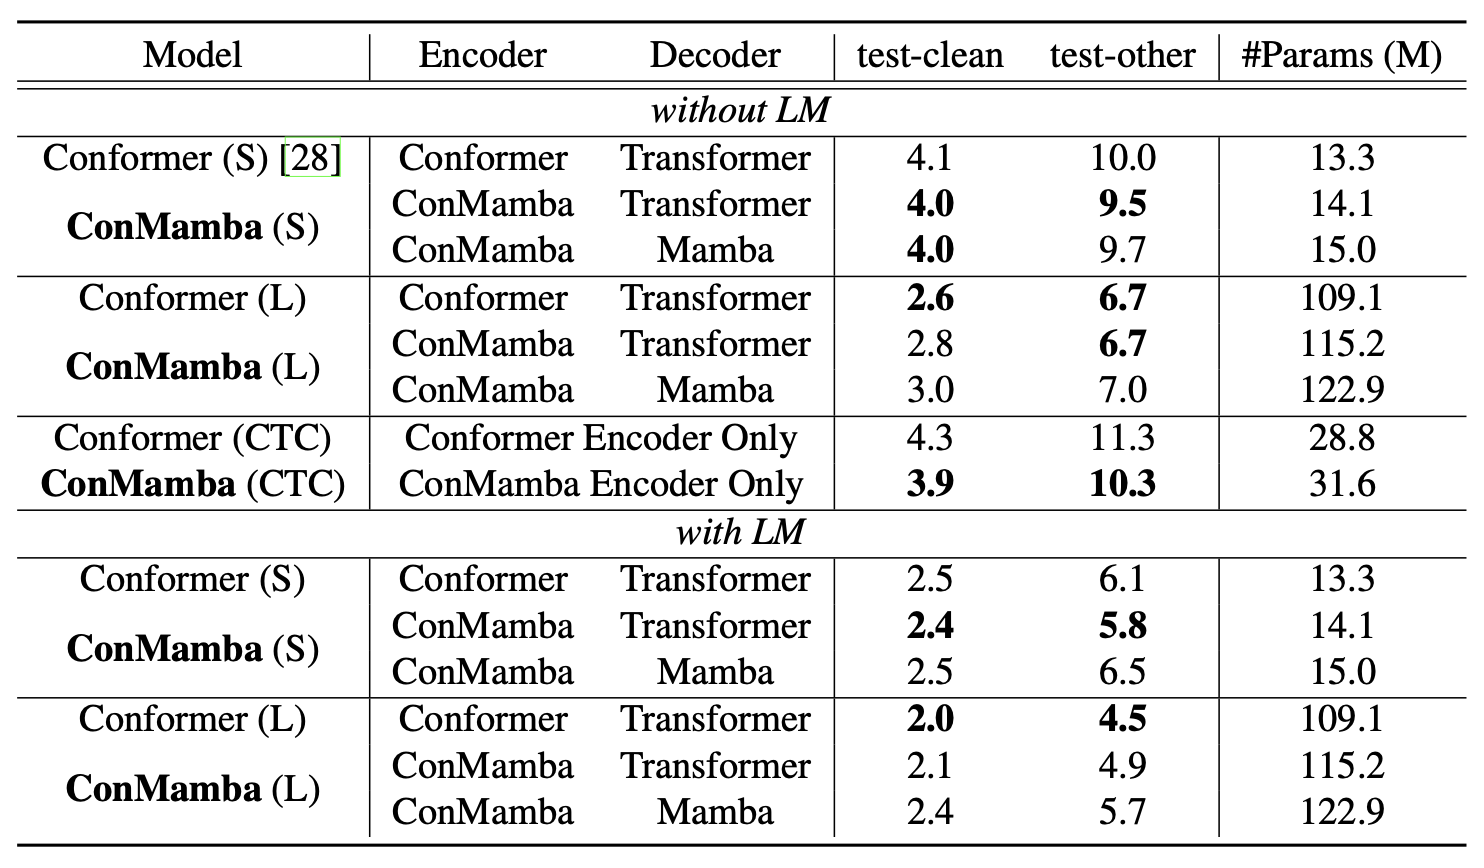 Model Encoder Decoder test-clean test-other #Params (M)
without LM
Conformer (S) [28] Conformer Transformer 4.1 10.0 13.3
ConMamba (S) ConMamba Transformer 4.0 9.5 14.1
ConMamba Mamba 4.0 9.7 15.0
Conformer (L) Conformer Transformer 2.6 6.7 109.1
ConMamba (L) ConMamba Transformer 2.8 6.7 115.2
ConMamba Mamba 3.0 7.0 122.9
Conformer (CTC) Conformer Encoder Only 4.3 11.3 28.8
ConMamba (CTC) ConMamba Encoder Only 3.9 10.3 31.6
with LM
Conformer (S) Conformer Transformer 2.5 6.1 13.3
ConMamba (S) ConMamba Transformer 2.4 5.8 14.1
ConMamba Mamba 2.5 6.5 15.0
Conformer (L) Conformer Transformer 2.0 4.5 109.1
ConMamba (L) ConMamba Transformer 2.1 4.9 115.2
ConMamba Mamba 2.4 5.7 122.9